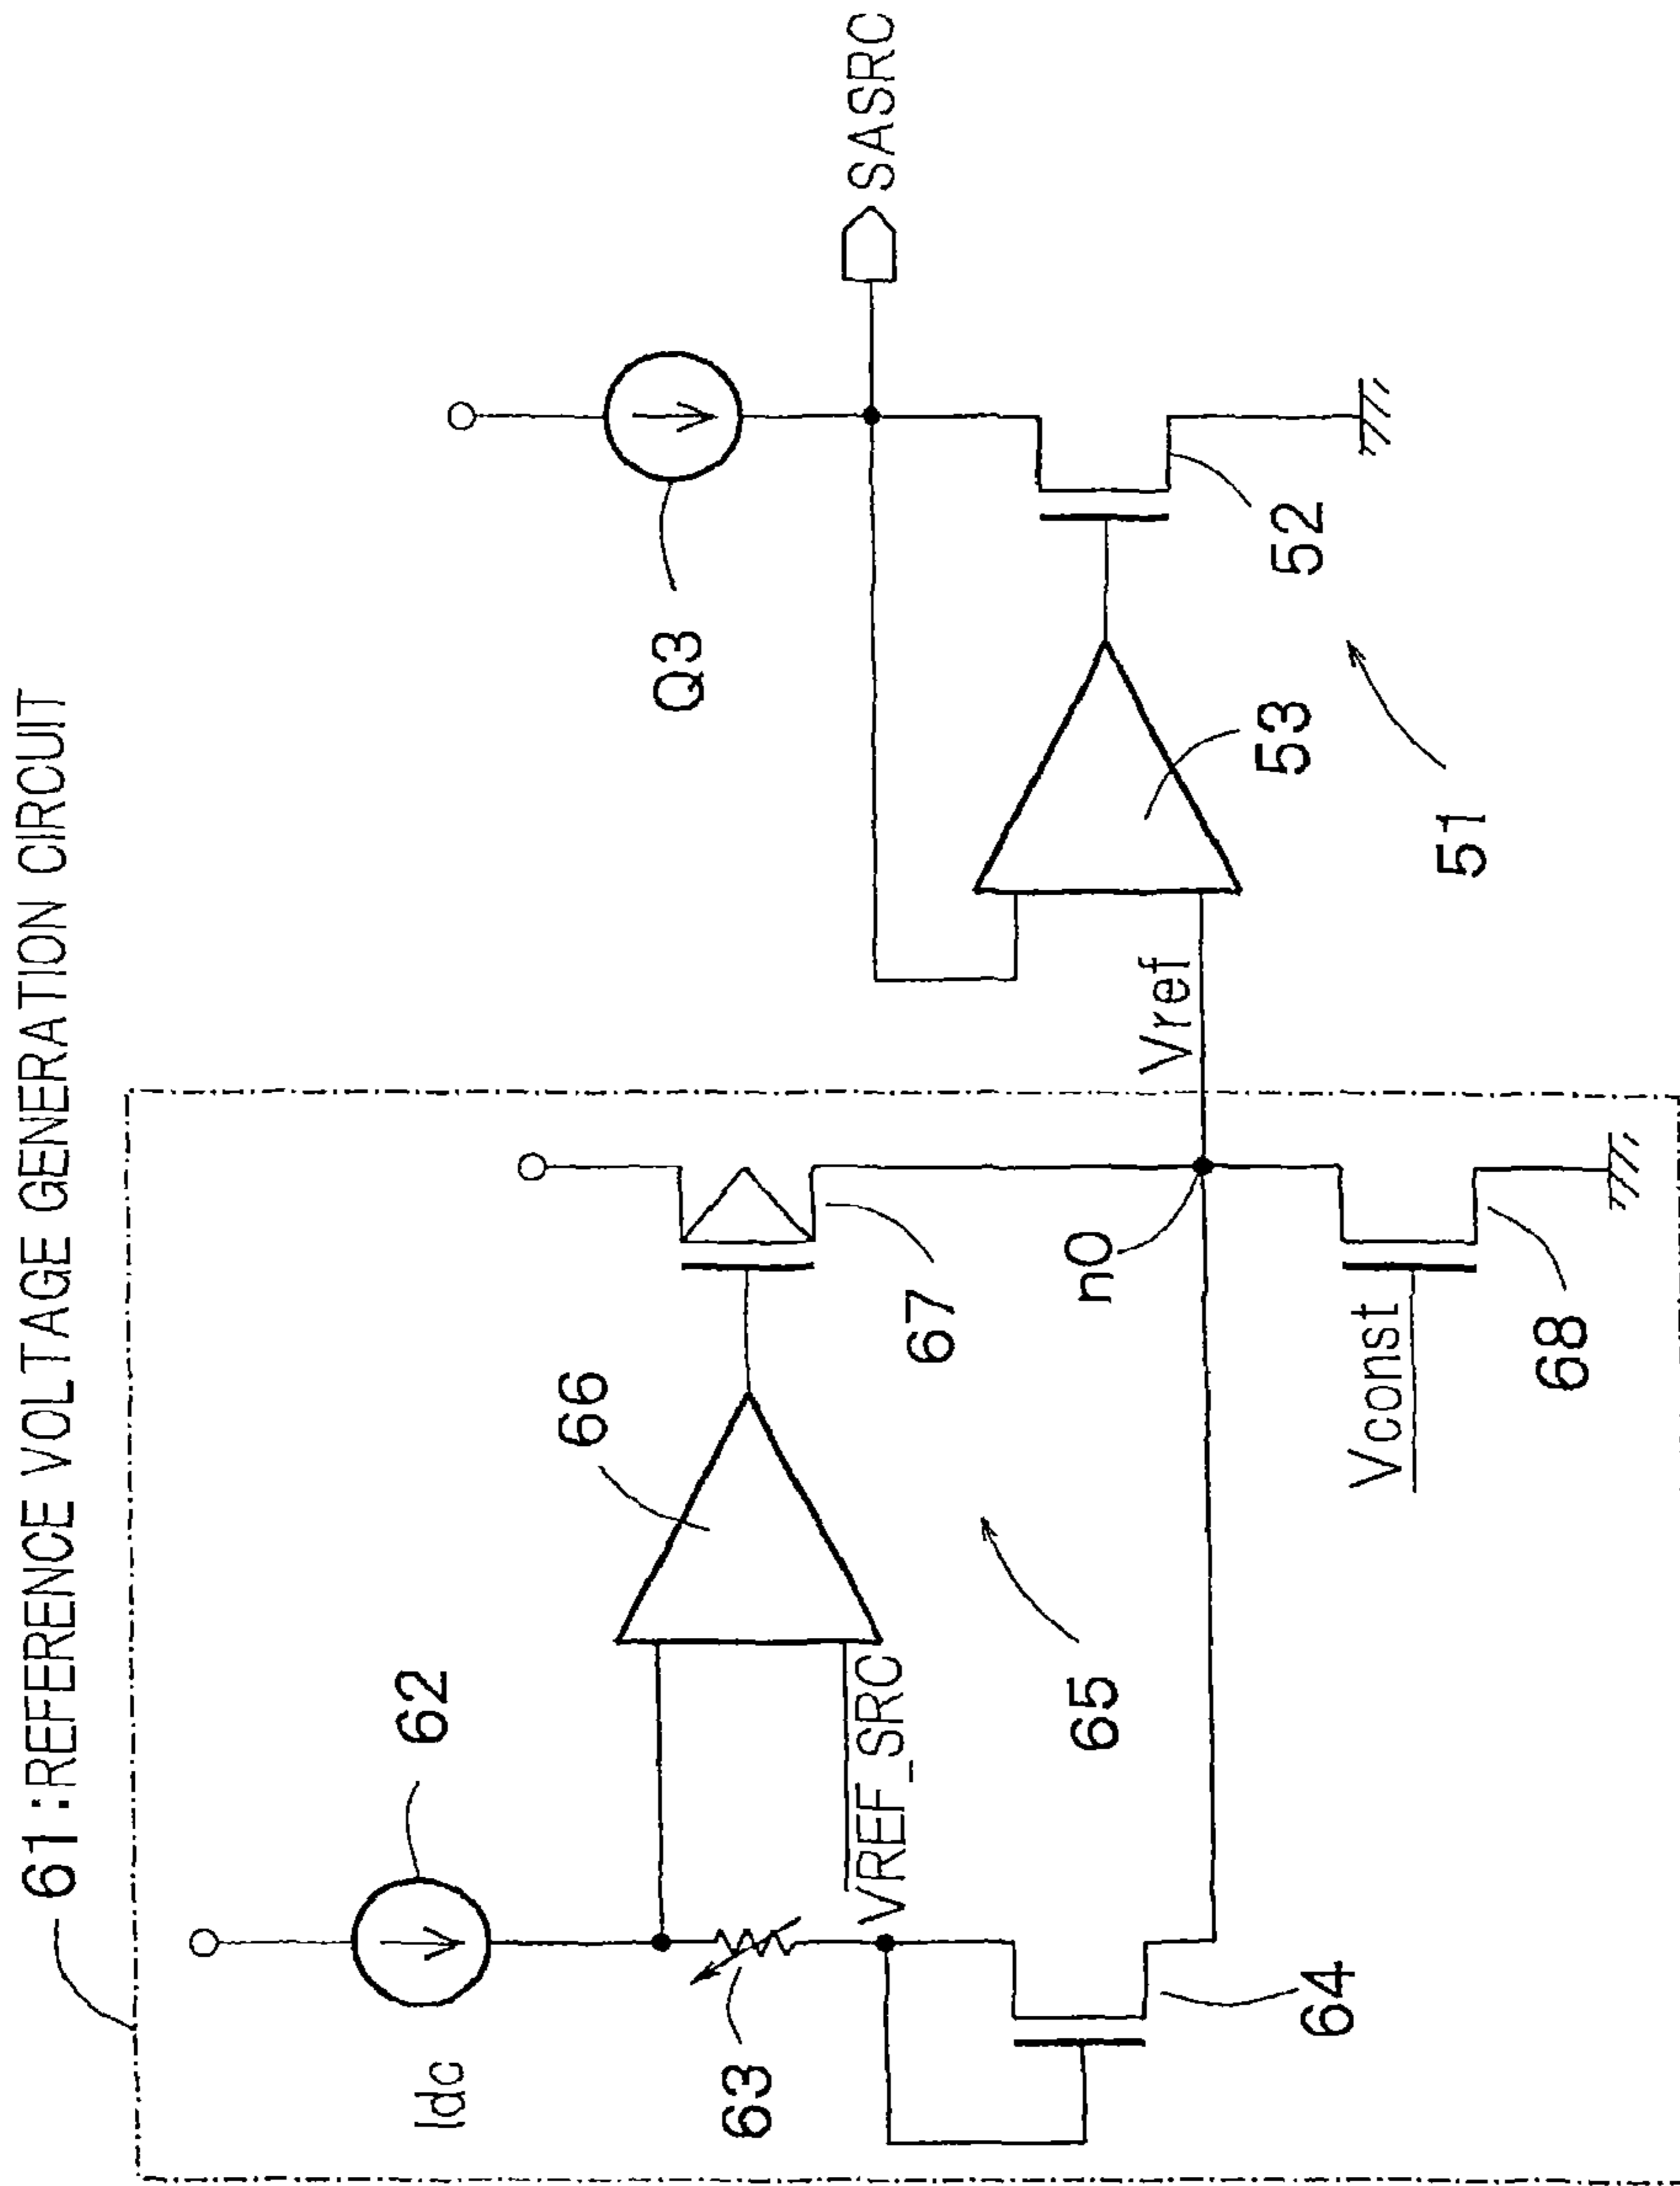 61::REFERENCE VOLTAGE GENERATION CIRCUIT
Idc
62
63
64
VREF_SRC
66
65
67
n0
Vconst
68
Vref
53
51
Q3
52
SASRC